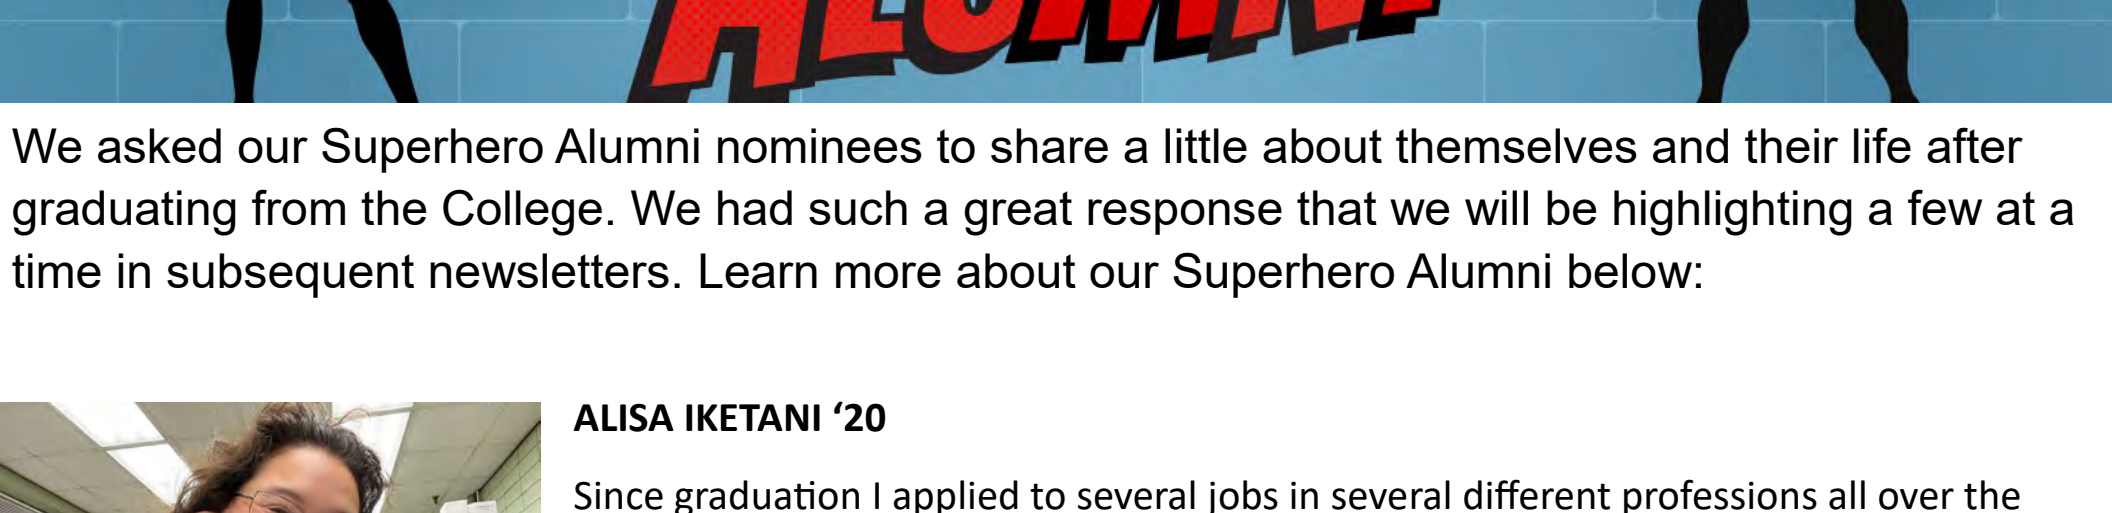 ALUMNI
We asked our Superhero Alumni nominees to share a little about themselves and their life after
graduating from the College. We had such a great response that we will be highlighting a few at a
time in subsequent newsletters. Learn more about our Superhero Alumni below:
ALISA IKETANI ‘20
Since graduation I applied to several jobs in several different professions all over the